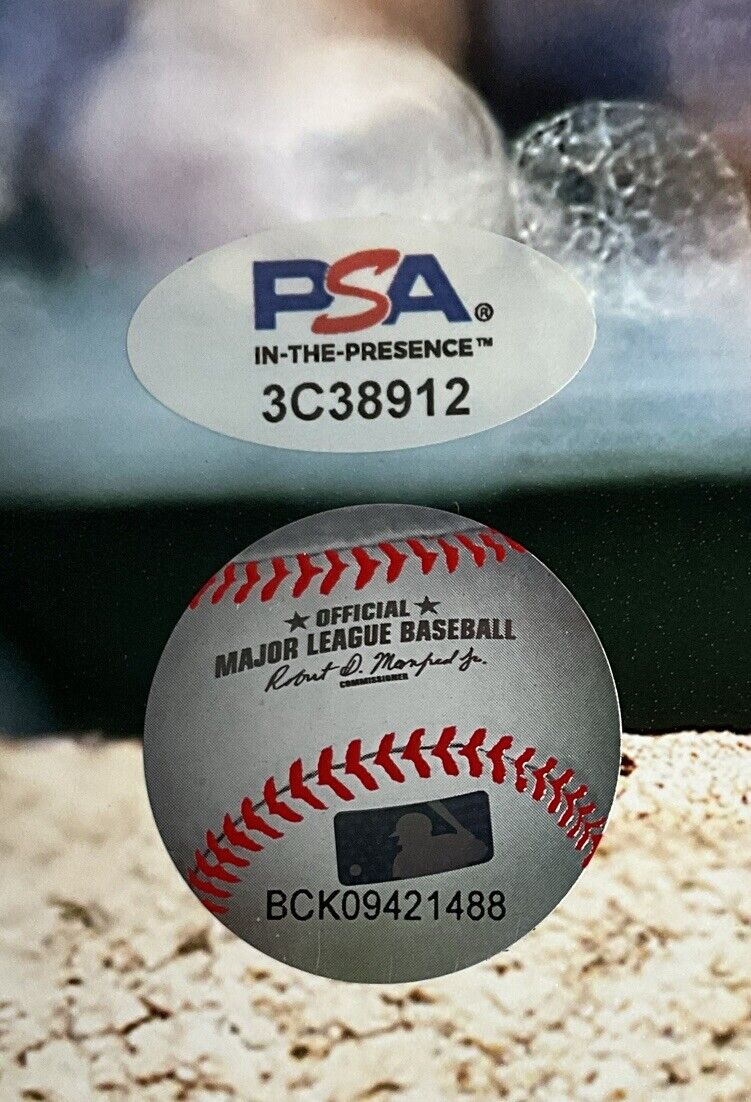 PSA®
IN-THE-PRESENCE™
3C38912
★ OFFICIAL ★
MAJOR LEAGUE BASEBALL
Robert D. Manfred Jr.
COMMISSIONER
BCK09421488